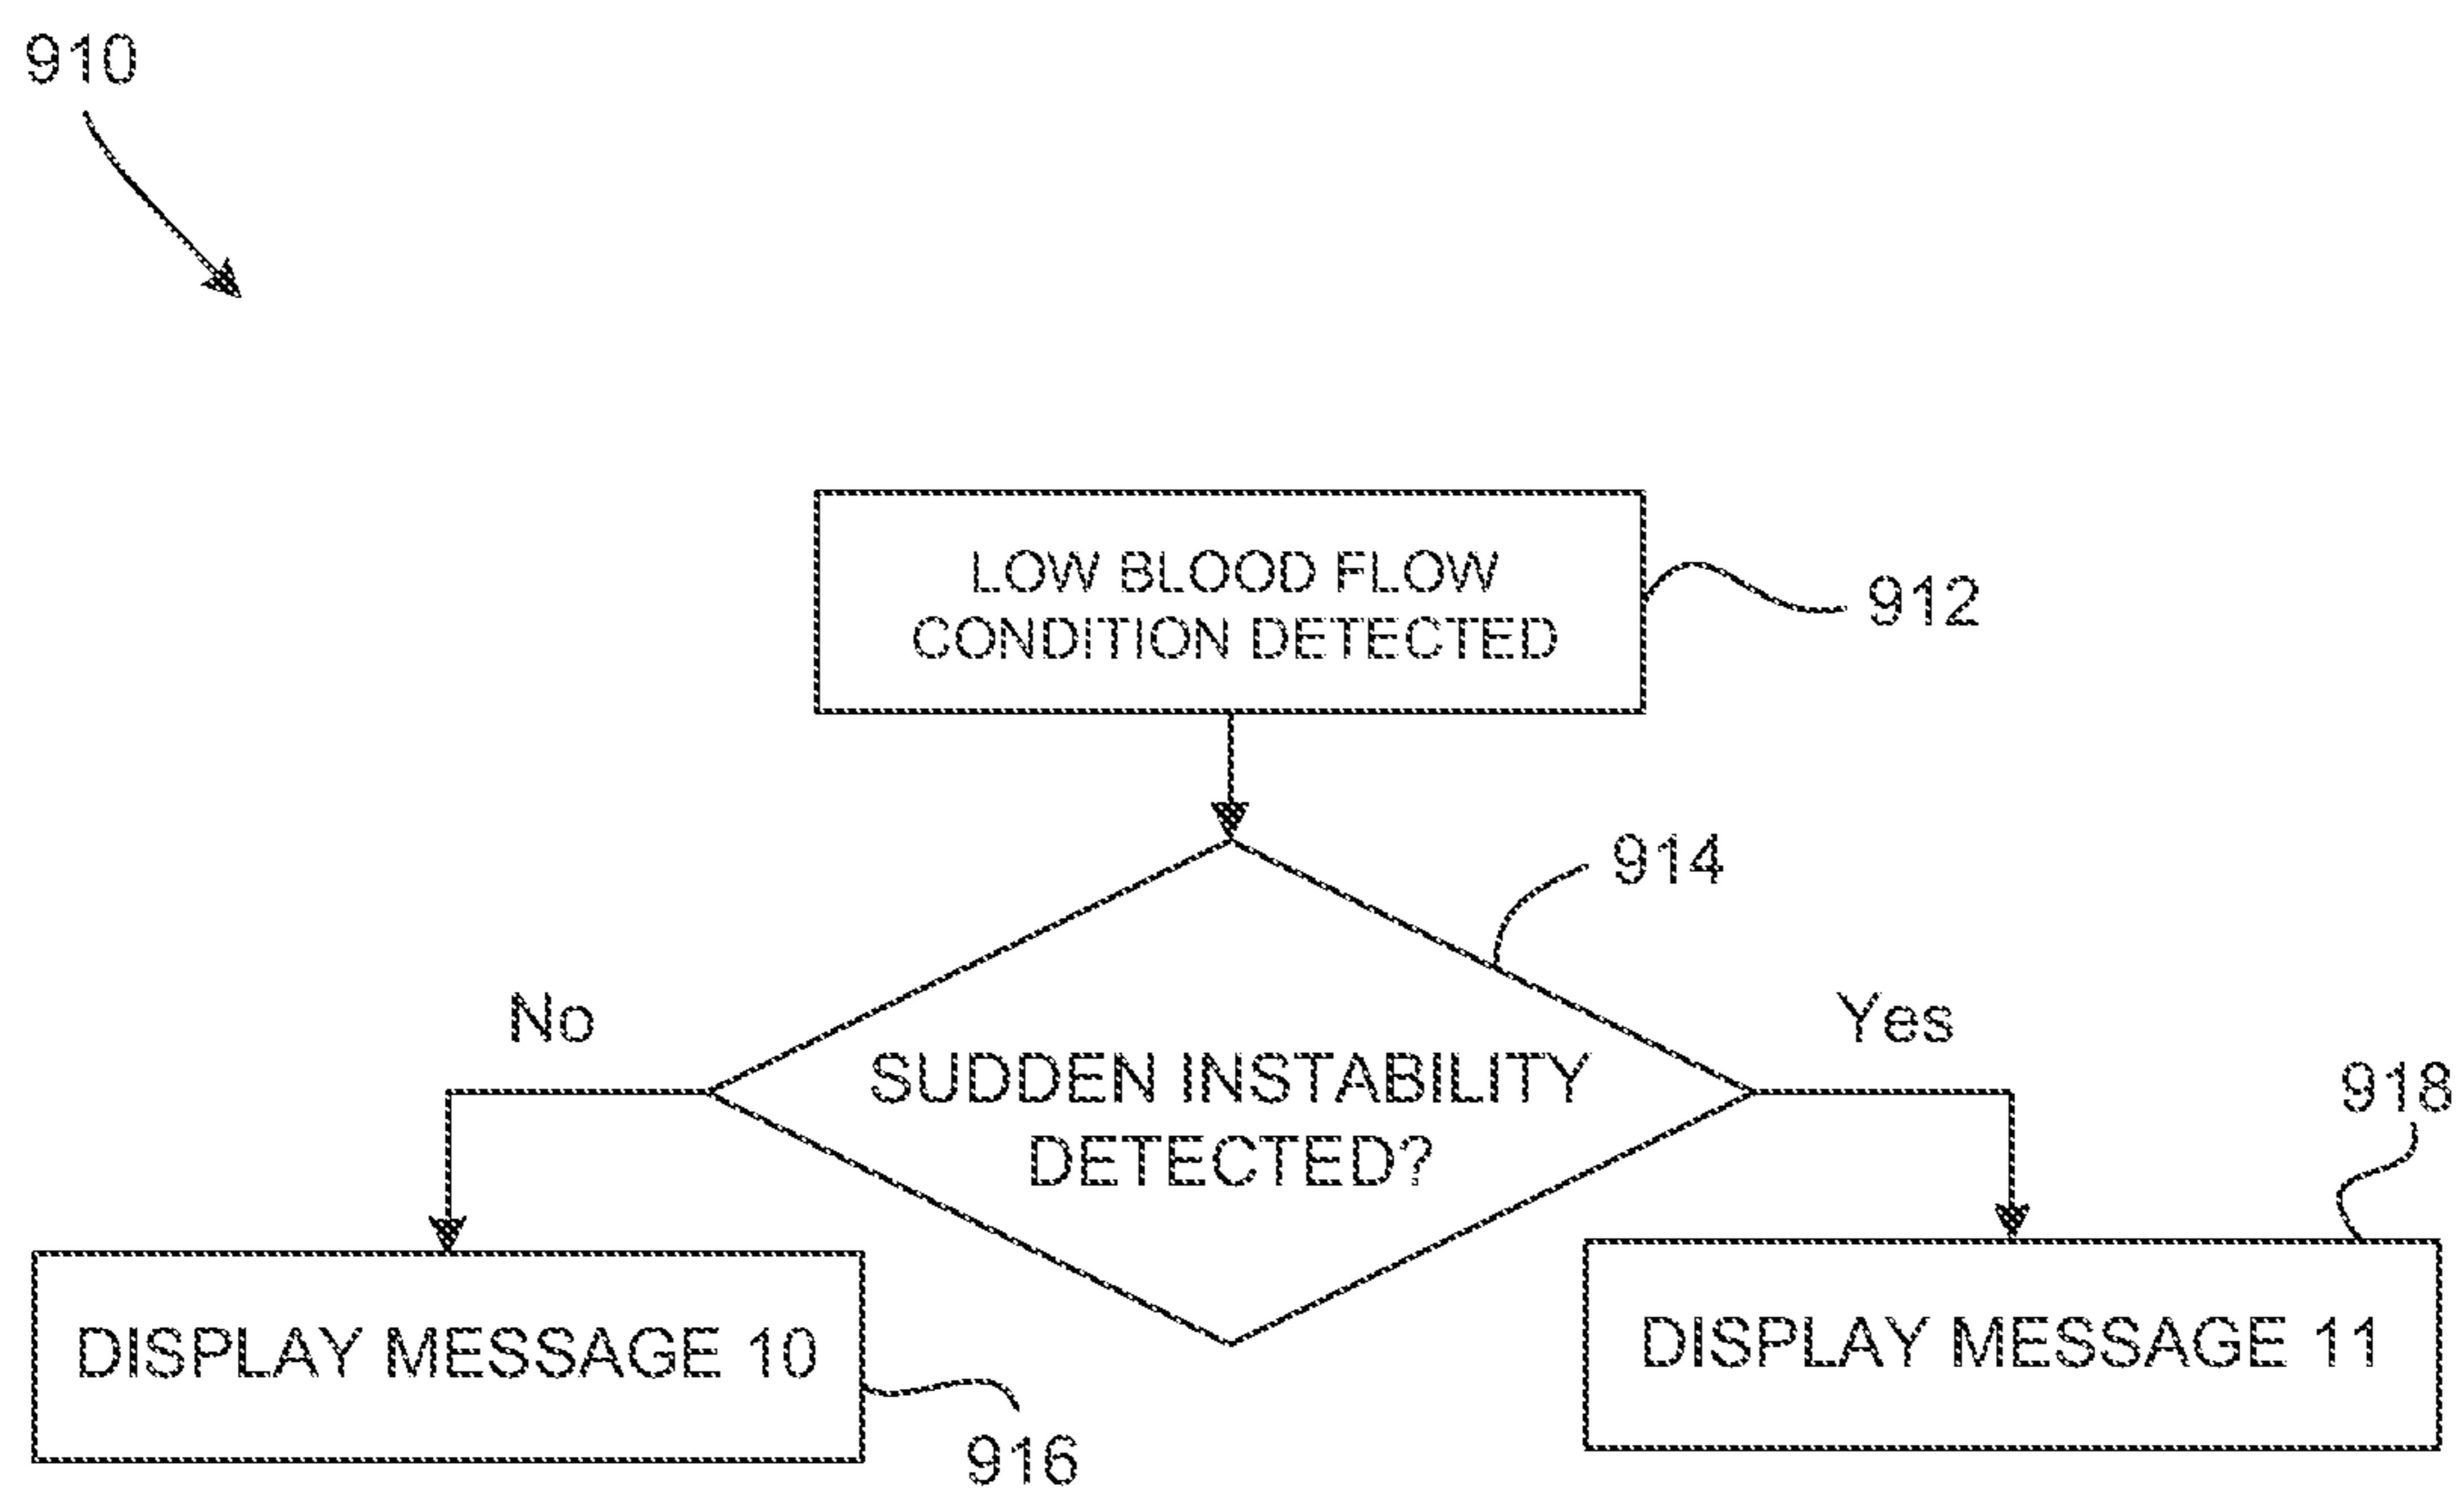 910
LOW BLOOD FLOW
CONDITION DETECTED
912
914
No
Yes
SUDDEN INSTABILITY
DETECTED?
918
DISPLAY MESSAGE 10
DISPLAY MESSAGE 11
916